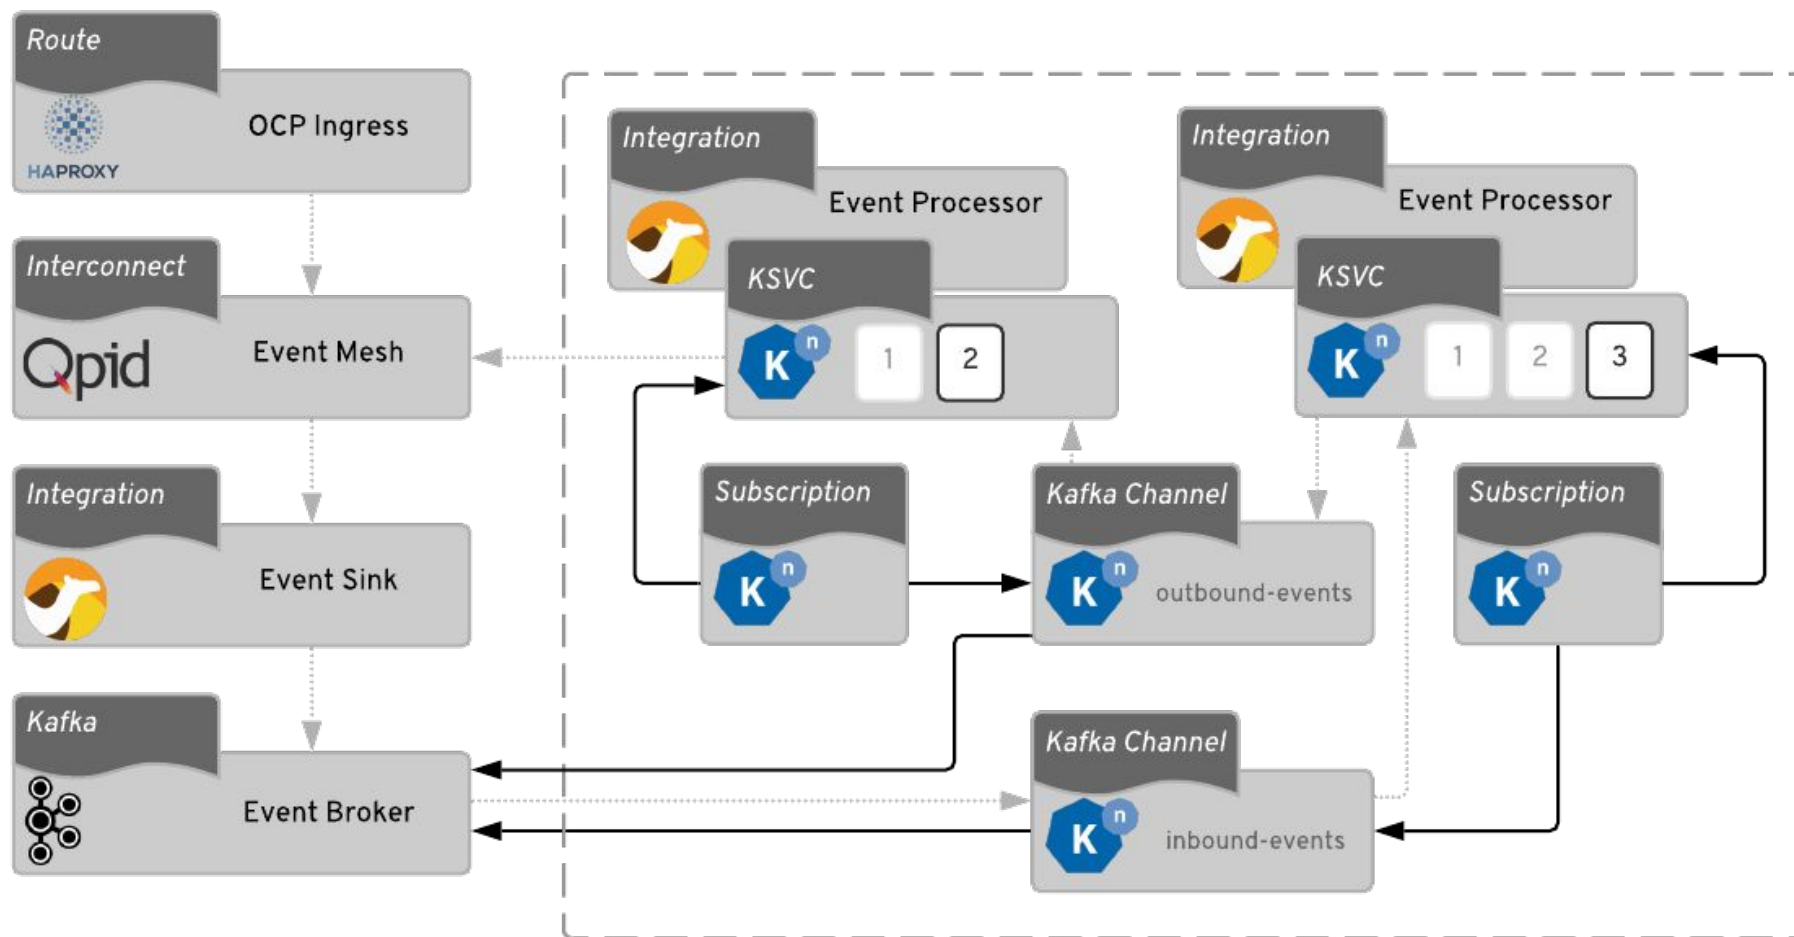 Route
OCP Ingress
HAPROXY
Interconnect
Event Mesh
Qpid
Integration
Event Sink
Kafka
Event Broker
Integration
Event Processor
KSVC
K n
1 2
Integration
Event Processor
KSVC
K n
1 2 3
Subscription
K n
Kafka Channel
K n
outbound-events
Subscription
K n
Kafka Channel
K n
inbound-events